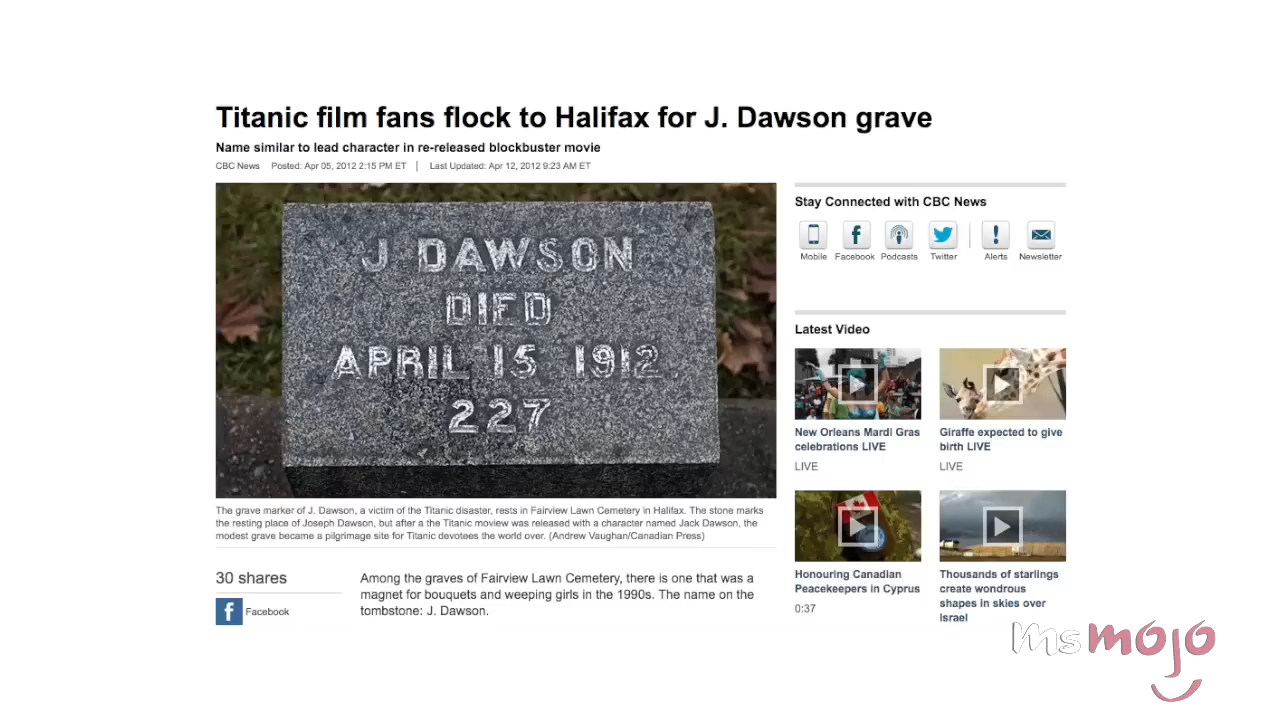 Titanic film fans flock to Halifax for J. Dawson grave
Name similar to lead character in re-released blockbuster movie
CBC News Posted: Apr 05, 2012 2:15 PM ET | Last Updated: Apr 12, 2012 9:23 AM ET
J DAWSON
DIED
APRIL 15 1912.
227
The grave marker of J. Dawson, a victim of the Titanic disaster, rests in Fairview Lawn Cemetery in Halifax. The stone marks
the resting place of Joseph Dawson, but after a the Titanic moview was released with a character named Jack Dawson, the
modest grave became a pilgrimage site for Titanic devotees the world over. (Andrew Vaughan/Canadian Press)
30 shares
f Facebook
Among the graves of Fairview Lawn Cemetery, there is one that was a
magnet for bouquets and weeping girls in the 1990s. The name on the
tombstone: J. Dawson.
Stay Connected with CBC News
Mobile Facebook Podcasts Twitter Alerts Newsletter
Latest Video
New Orleans Mardi Gras
celebrations LIVE
LIVE
Giraffe expected to give
birth LIVE
LIVE
Honouring Canadian
Peacekeepers in Cyprus
0:37
Thousands of starlings
create wondrous
shapes in skies over
Israel
msmojo